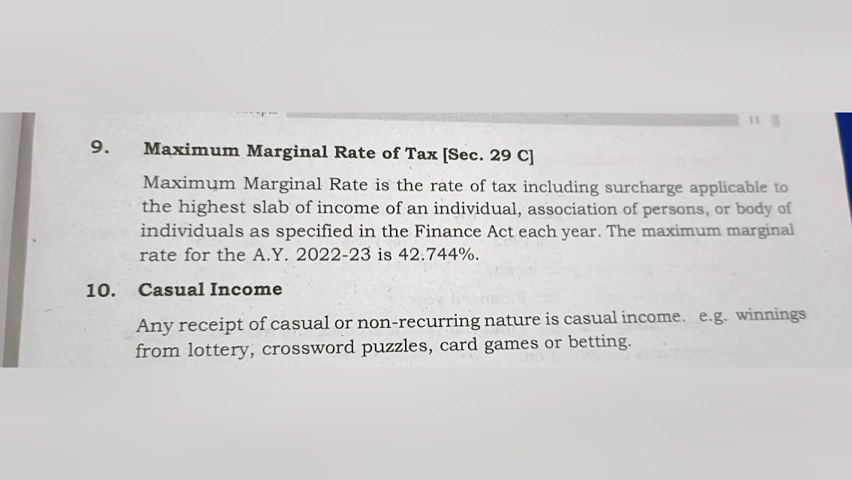 9. Maximum Marginal Rate of Tax [Sec. 29 C]
Maximum Marginal Rate is the rate of tax including surcharge applicable to
the highest slab of income of an individual, association of persons, or body of
individuals as specified in the Finance Act each year. The maximum marginal
rate for the A.Y. 2022-23 is 42.744%.
10. Casual Income
Any receipt of casual or non-recurring nature is casual income. e.g. winnings
from lottery, crossword puzzles, card games or betting.